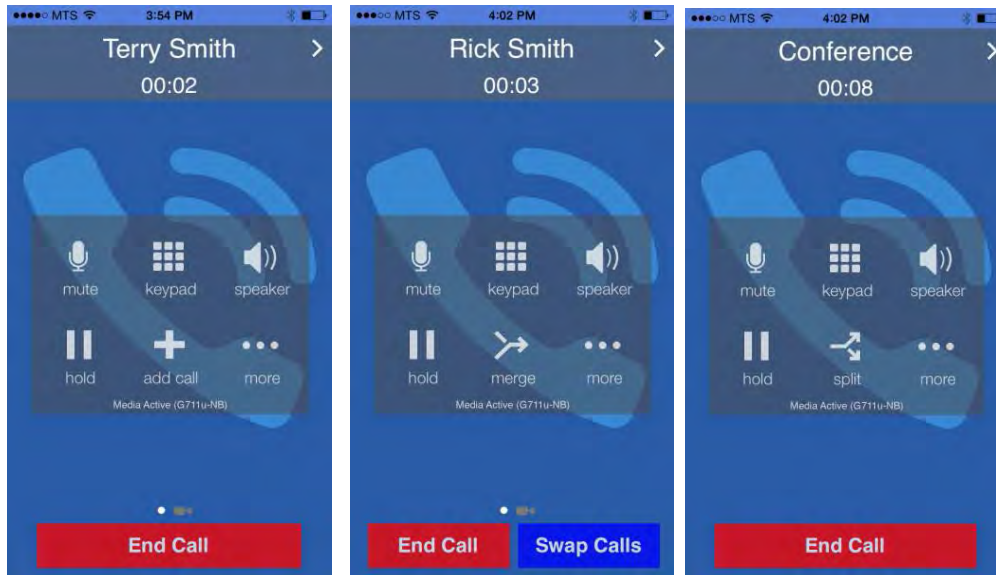 MTS 3:54 PM
Terry Smith
00:02
mute keypad speaker
hold add call more
Media Active (G711u-NB)
End Call
MTS 4:02 PM
Rick Smith
00:03
mute keypad speaker
hold merge more
Media Active (G711u-NB)
End Call Swap Calls
MTS 4:02 PM
Conference
00:08
mute keypad speaker
hold split more
Media Active (G711u-NB)
End Call